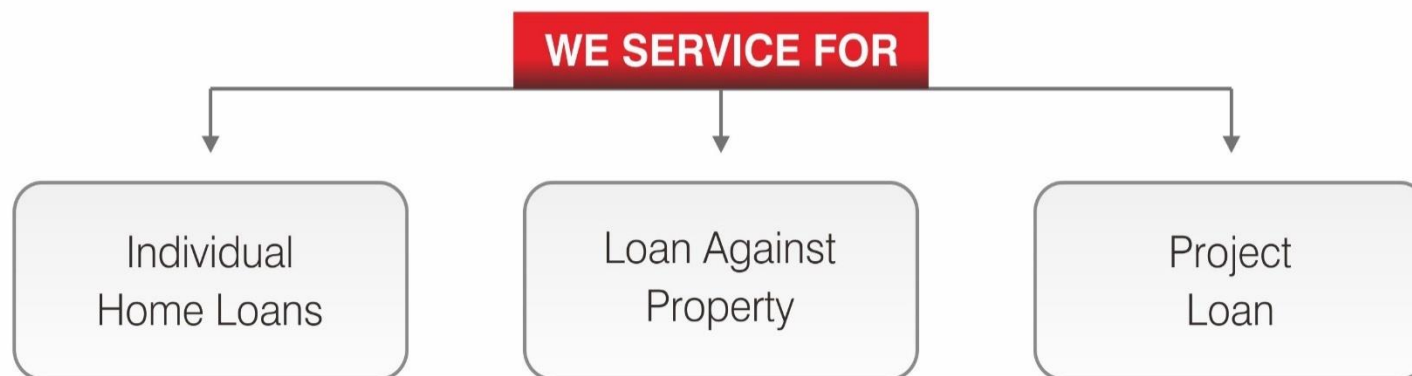 WE SERVICE FOR
Individual
Home Loans
Loan Against
Property
Project
Loan